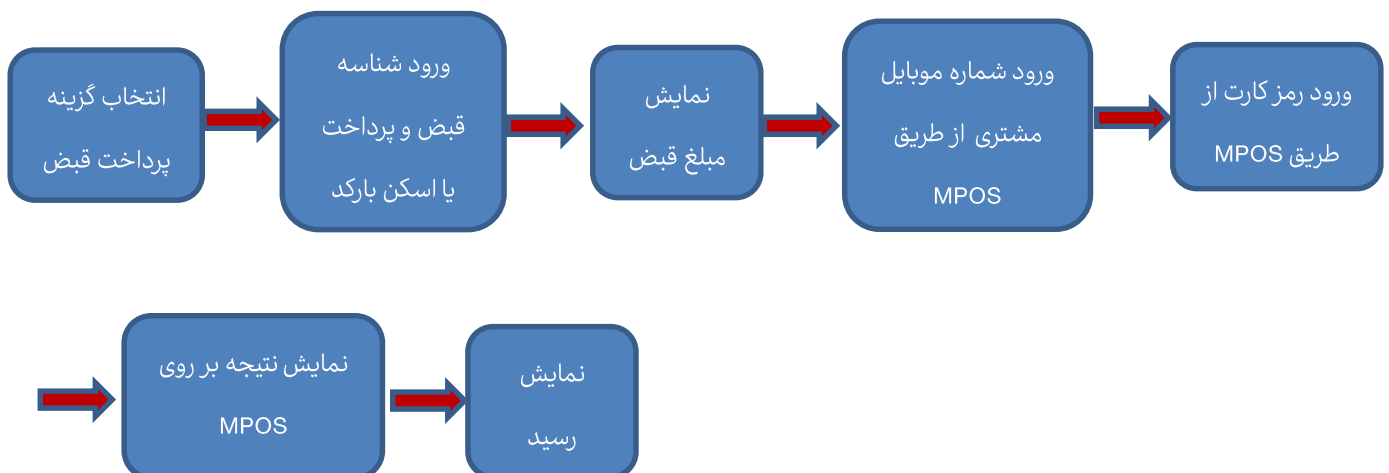 انتخاب گزینه
پرداخت قبض
ورود شناسه
قبض و پرداخت
یا اسکن بارکد
نمایش
مبلغ قبض
ورود شماره موبایل
مشتری از طریق
MPOS
ورود رمز کارت از
طریق MPOS
نمایش نتیجه بر روی
MPOS
نمایش
رسید